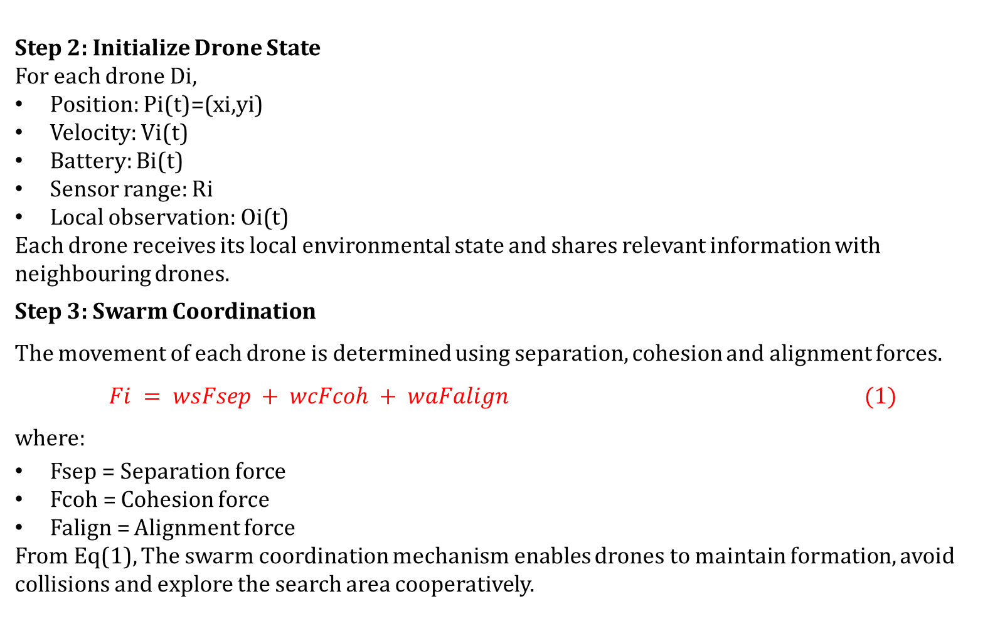 Step 2: Initialize Drone State
For each drone Di,
• Position: Pi(t)=(xi,yi)
• Velocity: Vi(t)
• Battery: Bi(t)
• Sensor range: Ri
• Local observation: Oi(t)
Each drone receives its local environmental state and shares relevant information with
neighbouring drones.
Step 3: Swarm Coordination
The movement of each drone is determined using separation, cohesion and alignment forces.
Fi = wsFsep + wcFcoh + waFalign (1)
where:
• Fsep = Separation force
• Fcoh = Cohesion force
• Falign = Alignment force
From Eq(1), The swarm coordination mechanism enables drones to maintain formation, avoid
collisions and explore the search area cooperatively.